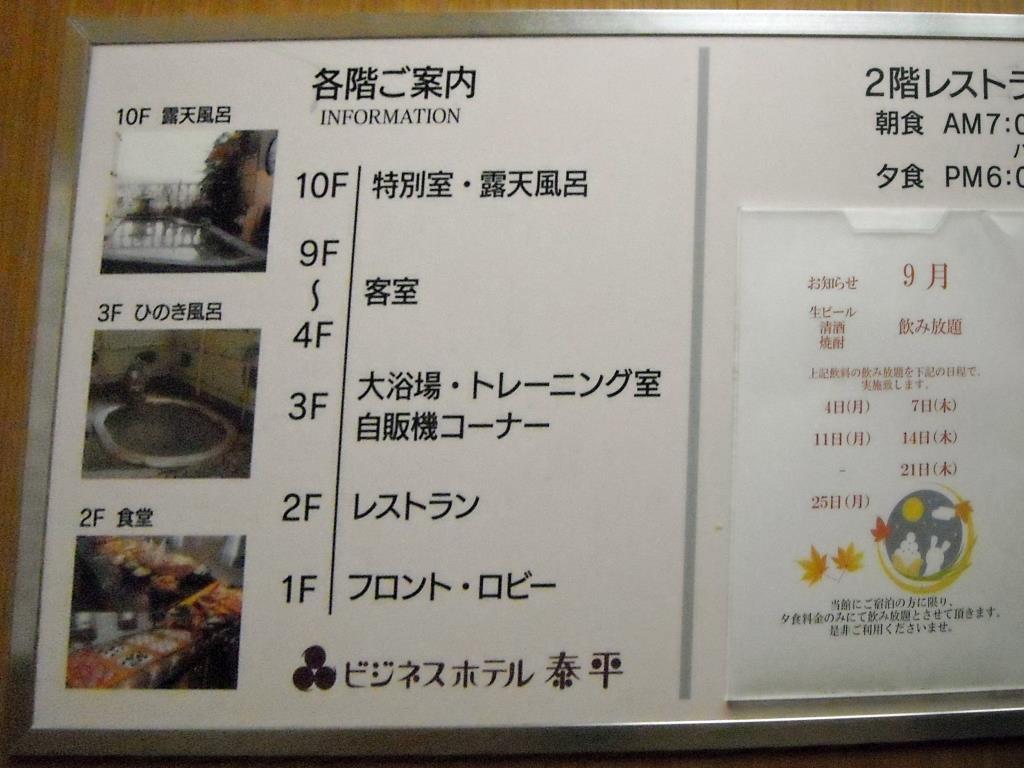 各階ご案内
INFORMATION
10F 露天風呂
3F ひのき風呂
2F 食堂
10F 特別室・露天風呂
9F
〜 客室
4F
3F 大浴場・トレーニング室
自販機コーナー
2F レストラン
1F フロント・ロビー
ビジネスホテル 泰平
2階レストラ
朝食 AM7:0
夕食 PM6:0
お知らせ 9月
生ビール
清酒 飲み放題
焼酎
上記飲料の飲み放題を下記の日程で、
実施致します。
4日(月) 7日(木)
11日(月) 14日(木)
- 21日(木)
25日(月)
当館にご宿泊の方に限り、
夕食料金のみにて飲み放題とさせて頂きます。
是非ご利用くださいませ。